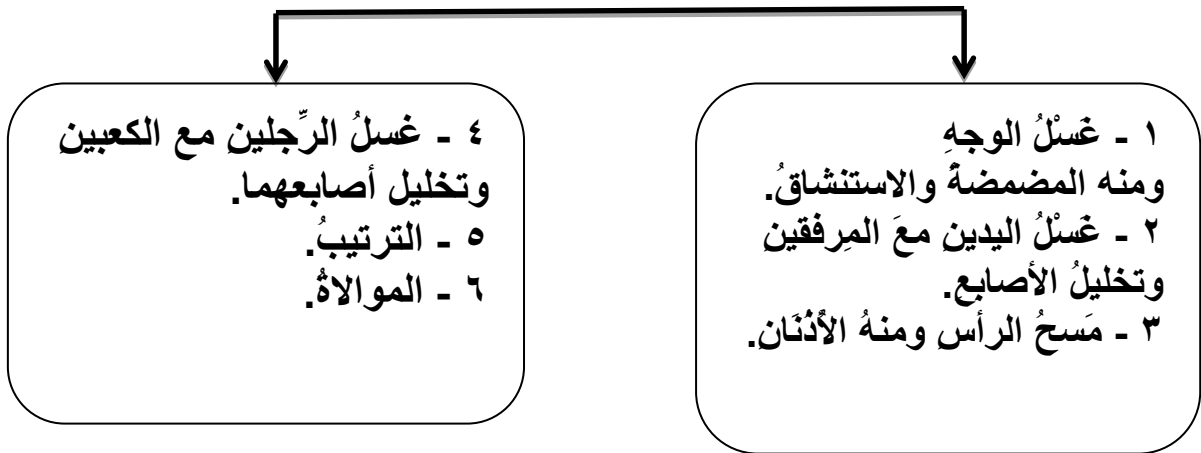 ١ - غَسْلُ الوجهِ
ومنه المضمضةُ والاستنشاقُ.
٢ - غَسْلُ اليدينِ معَ المِرفقينِ
وتخليلُ الأصابعِ.
٣ - مَسحُ الرأسِ ومنهُ الأُذُنَانِ.
٤ - غسلُ الرِّجلينِ مع الكعبينِ
وتخليل أصابعهما.
٥ - الترتيبُ.
٦ - الموالاةُ.